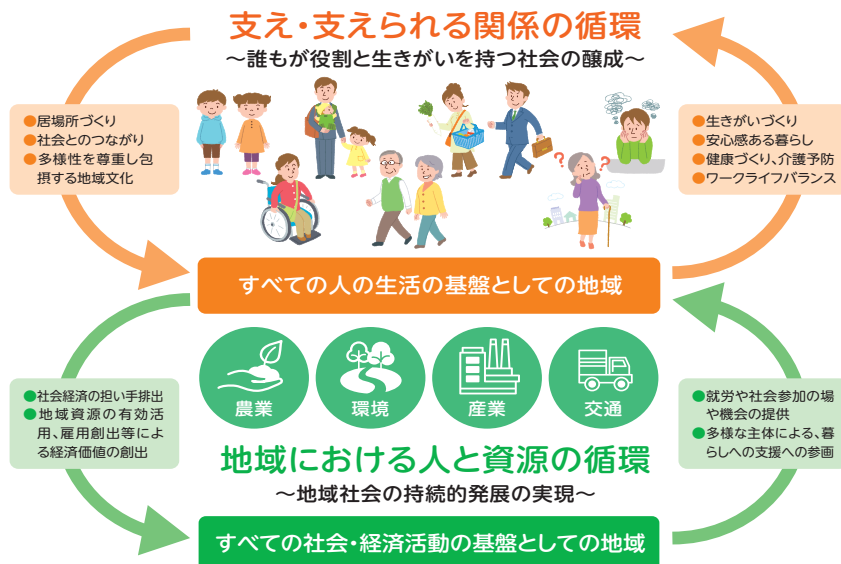 支え・支えられる関係の循環
～誰もが役割と生きがいを持つ社会の醸成～
●居場所づくり
●社会とのつながり
●多様性を尊重し包
摂する地域文化
●生きがいづくり
●安心感ある暮らし
●健康づくり、介護予防
●ワークライフバランス
? ?
すべての人の生活の基盤としての地域
農業
環境
産業
交通
●社会経済の担い手排出
●地域資源の有効活
用、雇用創出等によ
る経済価値の創出
●就労や社会参加の場
や機会の提供
●多様な主体による、暮
らしへの支援への参画
地域における人と資源の循環
～地域社会の持続的発展の実現～
すべての社会・経済活動の基盤としての地域